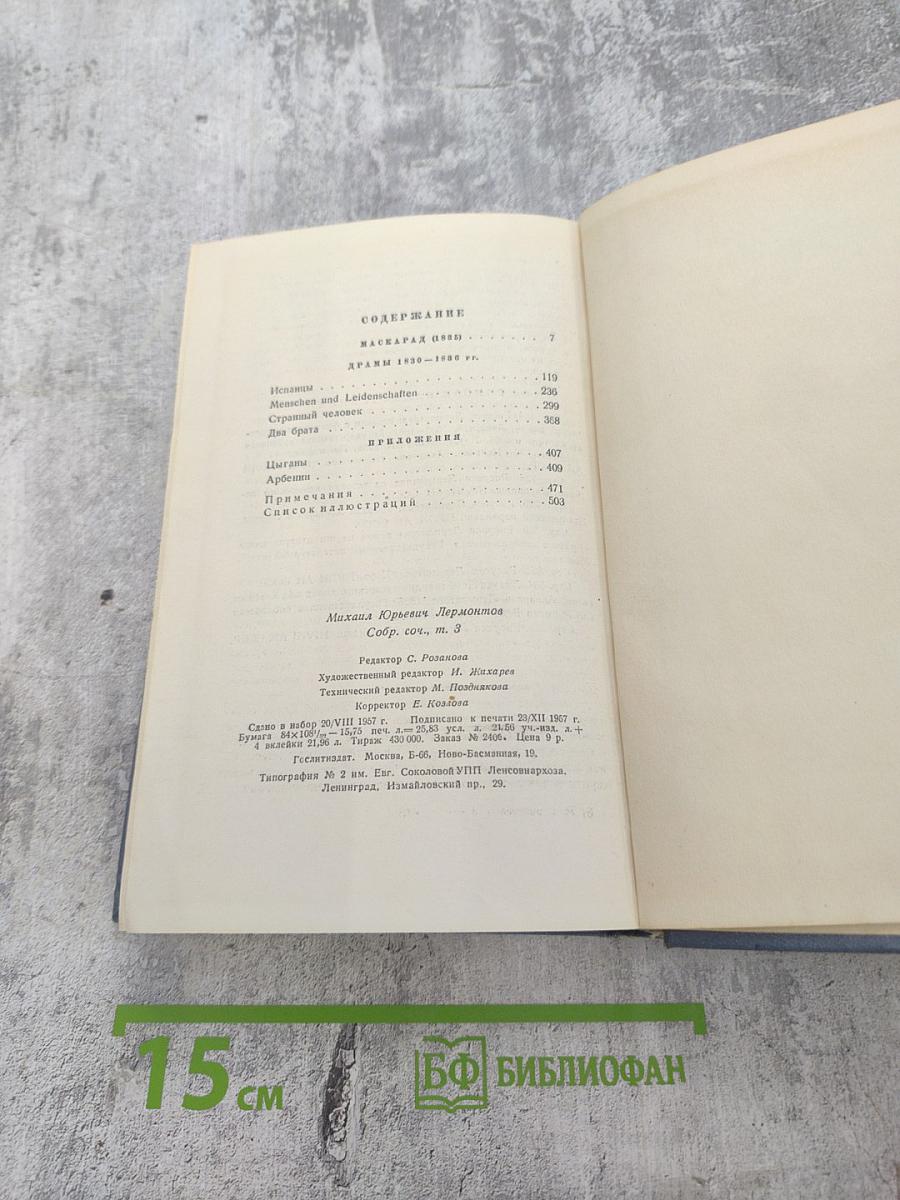 СОДЕРЖАНИЕ
МАСКАРАД (1835) . . . . . . . 7
ДРАМЫ 1830—1836 гг.
Испанцы . . . . . . . . . . . . . . . . . . . . 119
Menschen und Leidenschaften . . . . . . . . . . 236
Странный человек . . . . . . . . . . . . . . . 299
Два брата . . . . . . . . . . . . . . . . . . . 368
ПРИЛОЖЕНИЯ
Цыганы . . . . . . . . . . . . . . . . . . . . 407
Арбенин . . . . . . . . . . . . . . . . . . . . 409
Примечания . . . . . . . . . . . . . . . . . 471
Список иллюстраций . . . . . . . . . . . . 503
Михаил Юрьевич Лермонтов
Собр. соч., т. 3
Редактор С. Розанова
Художественный редактор И. Жихарев
Технический редактор М. Позднякова
Корректор Е. Козлова
Сдано в набор 20/VIII 1957 г. Подписано к печати 23/XII 1957 г.
Бумага 84×108¹/₃₂ — 15,75 печ. л.= 25,83 усл. л. 21,56 уч.-изд. л.+
4 вклейки 21,96 л. Тираж 430 000. Заказ № 2406. Цена 9 р.
Гослитиздат. Москва, Б-66, Ново-Басманная, 19.
Типография № 2 им. Евг. Соколовой УПП Ленсовнархоза.
Ленинград, Измайловский пр., 29.
15 см
БФ БИБЛИОФАН